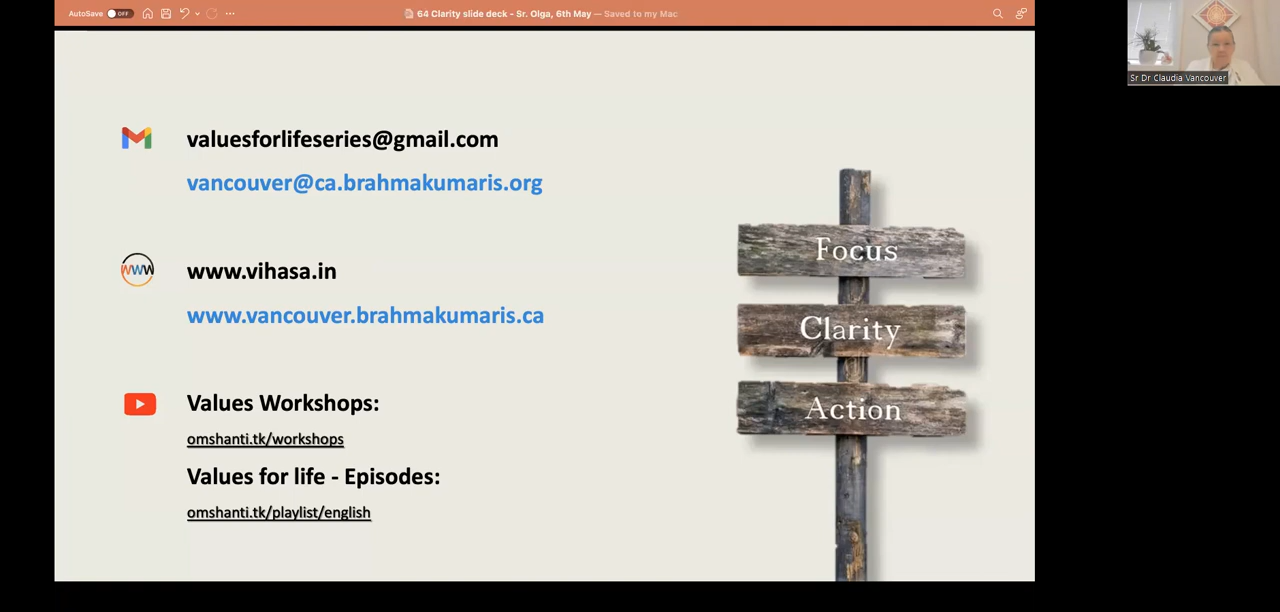 AutoSave OFF
64 Clarity slide deck - Sr. Olga, 6th May — Saved to my Mac
Sr Dr Claudia Vancouver
valuesforlifeseries@gmail.com
vancouver@ca.brahmakumaris.org
www
www.vihasa.in
www.vancouver.brahmakumaris.ca
Values Workshops:
omshanti.tk/workshops
Values for life - Episodes:
omshanti.tk/playlist/english
Focus
Clarity
Action